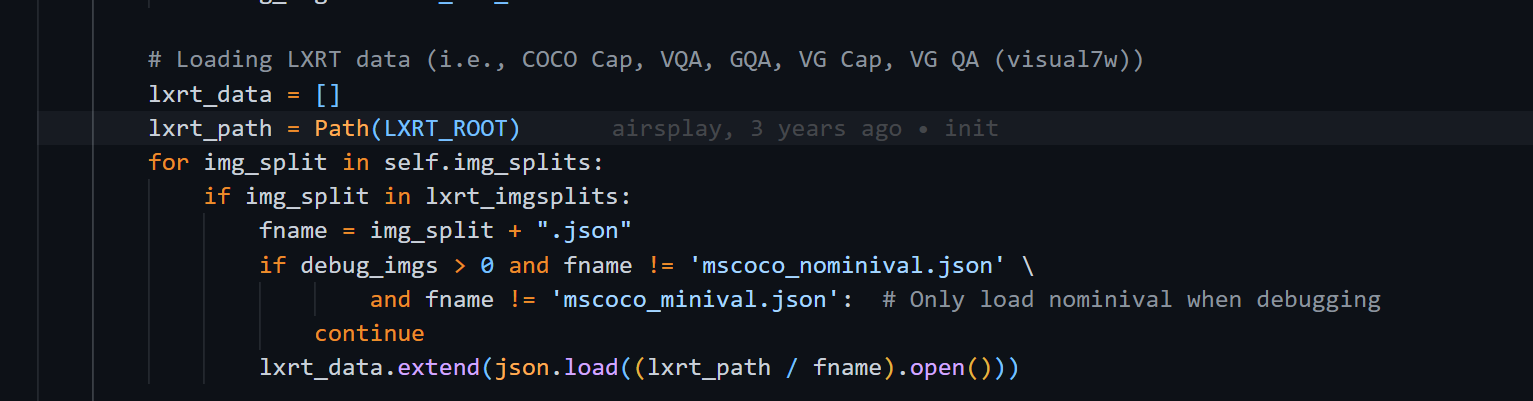 # Loading LXRT data (i.e., COCO Cap, VQA, GQA, VG Cap, VG QA (visual7w))
lxrt_data = []
lxrt_path = Path(LXRT_ROOT) airsplay, 3 years ago • init
for img_split in self.img_splits:
if img_split in lxrt_imgsplits:
fname = img_split + ".json"
if debug_imgs > 0 and fname != 'mscoco_nominival.json' \
and fname != 'mscoco_minival.json': # Only load nominival when debugging
continue
lxrt_data.extend(json.load((lxrt_path / fname).open()))